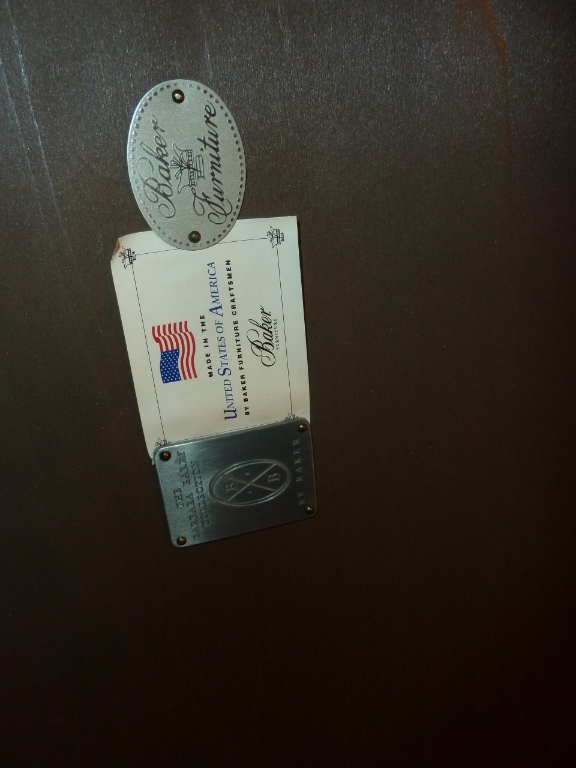 Baker
Furniture
MADE IN THE
UNITED STATES OF AMERICA
BY BAKER FURNITURE CRAFTSMEN
Baker
FURNITURE
THE
BARBARA BARRY
COLLECTION
B B
BY BAKER